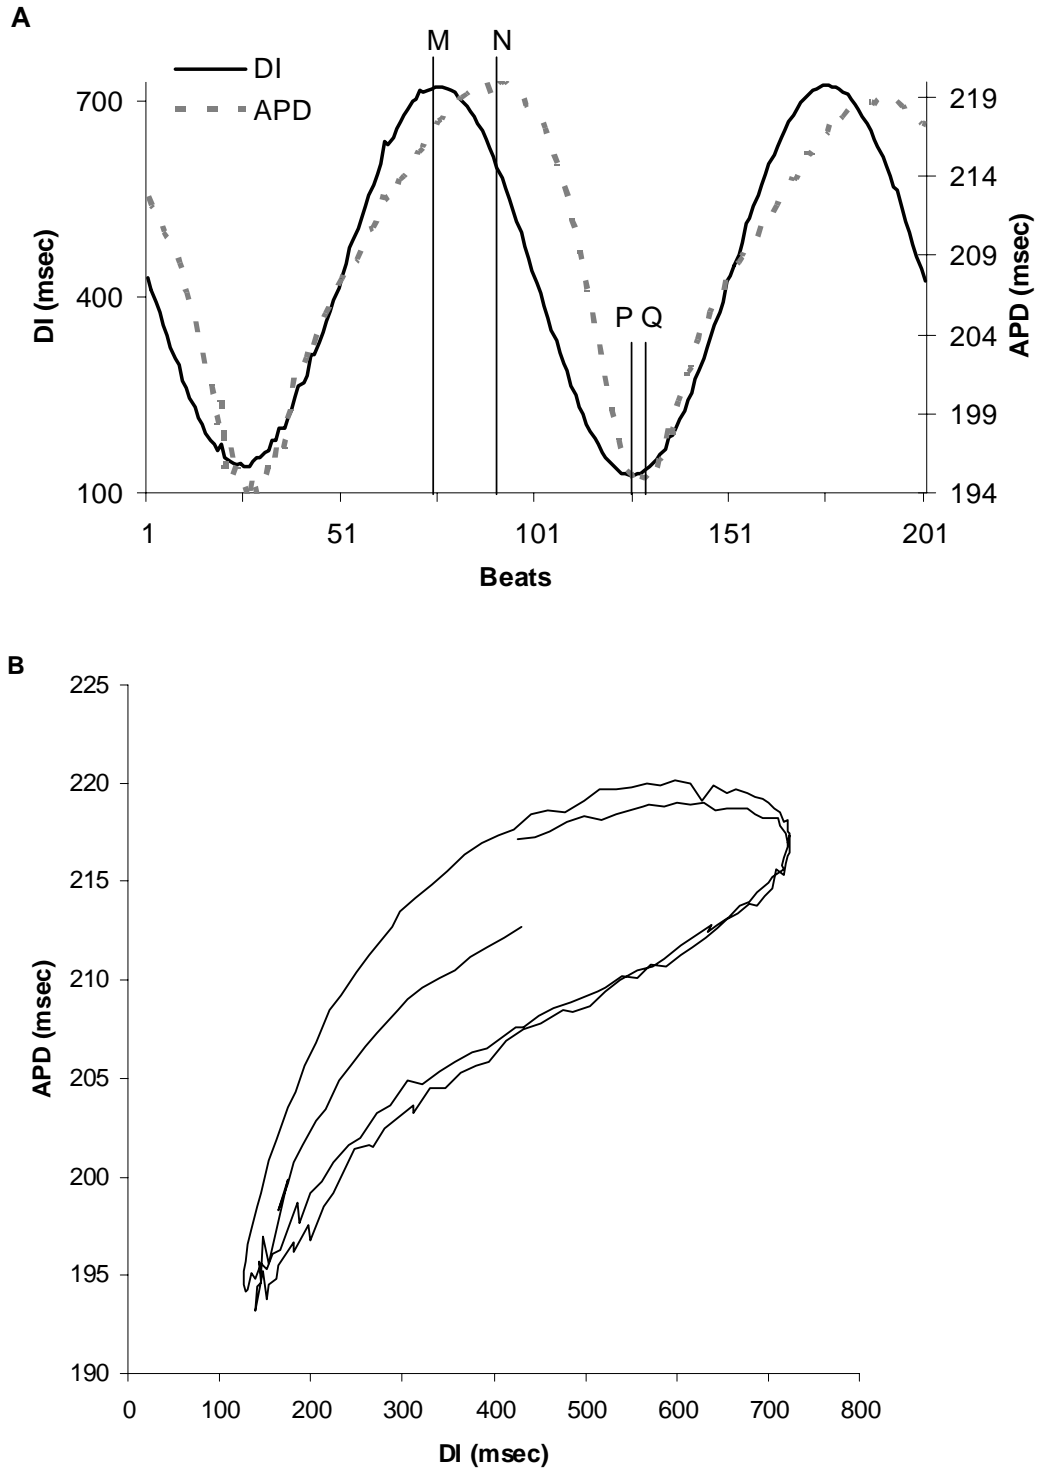 A
M N
DI
APD
700
400
100
219
214
209
204
199
194
P Q
DI (msec)
APD (msec)
1 51 101 151 201
Beats
B
225
220
215
210
205
200
195
190
APD (msec)
0 100 200 300 400 500 600 700 800
DI (msec)